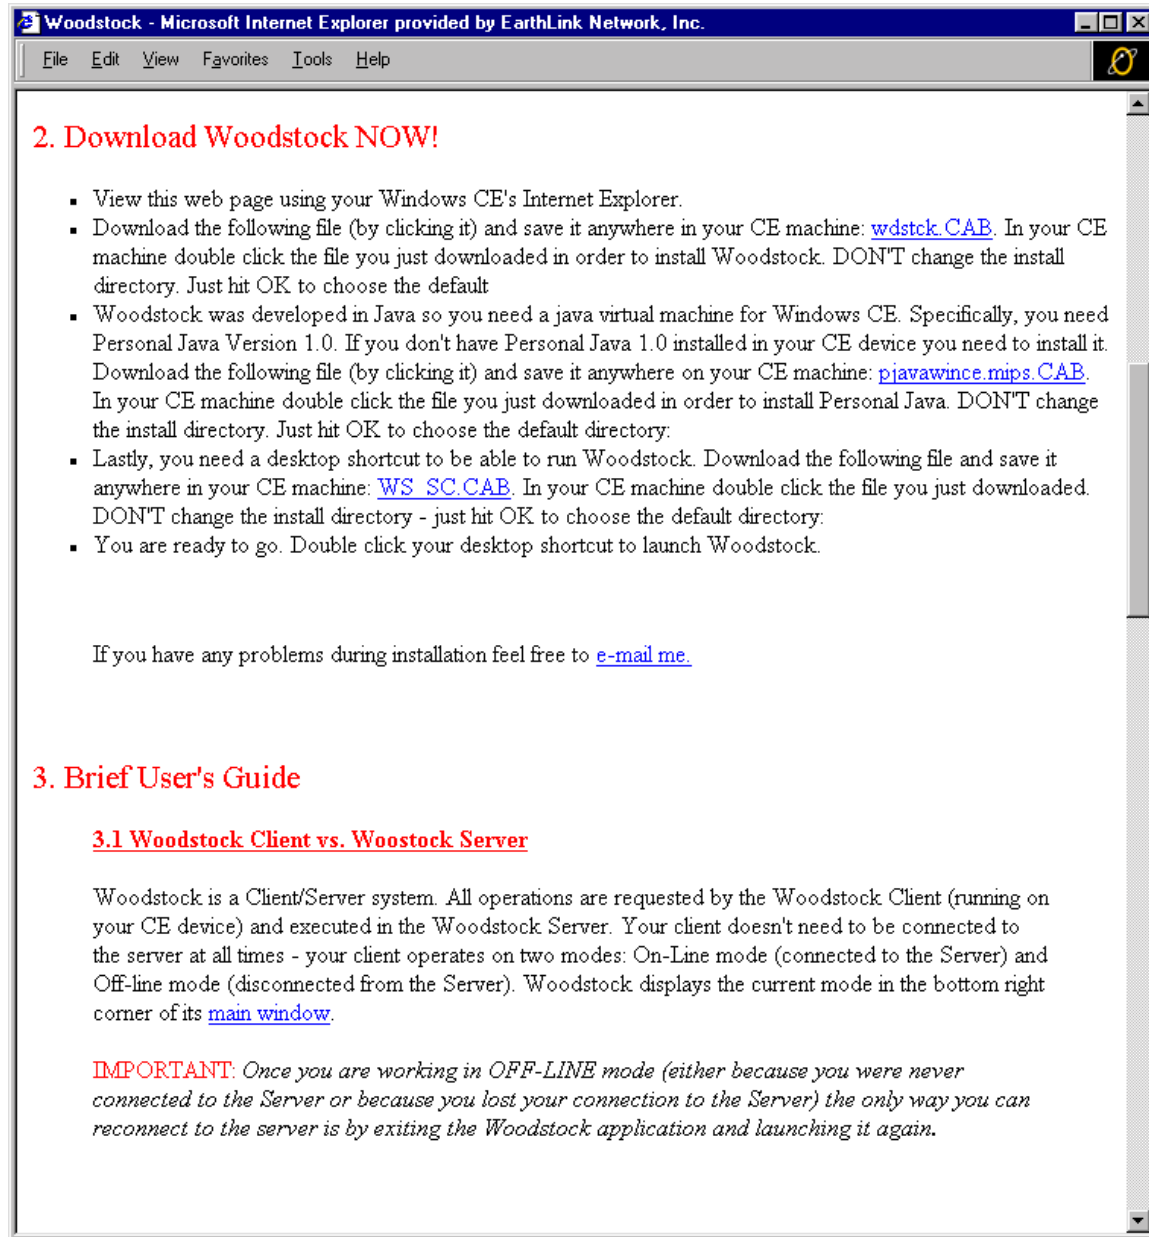 Woodstock - Microsoft Internet Explorer provided by EarthLink Network, Inc.
File Edit View Favorites Tools Help
2. Download Woodstock NOW!
View this web page using your Windows CE's Internet Explorer.
Download the following file (by clicking it) and save it anywhere in your CE machine: wdstck.CAB. In your CE
machine double click the file you just downloaded in order to install Woodstock. DON'T change the install
directory. Just hit OK to choose the default
Woodstock was developed in Java so you need a java virtual machine for Windows CE. Specifically, you need
Personal Java Version 1.0. If you don't have Personal Java 1.0 installed in your CE device you need to install it.
Download the following file (by clicking it) and save it anywhere on your CE machine: pjavawince.mips.CAB.
In your CE machine double click the file you just downloaded in order to install Personal Java. DON'T change
the install directory. Just hit OK to choose the default directory:
Lastly, you need a desktop shortcut to be able to run Woodstock. Download the following file and save it
anywhere in your CE machine: WS_SC.CAB. In your CE machine double click the file you just downloaded.
DON'T change the install directory - just hit OK to choose the default directory:
You are ready to go. Double click your desktop shortcut to launch Woodstock.
If you have any problems during installation feel free to e-mail me.
3. Brief User's Guide
3.1 Woodstock Client vs. Woostock Server
Woodstock is a Client/Server system. All operations are requested by the Woodstock Client (running on
your CE device) and executed in the Woodstock Server. Your client doesn't need to be connected to
the server at all times - your client operates on two modes: On-Line mode (connected to the Server) and
Off-line mode (disconnected from the Server). Woodstock displays the current mode in the bottom right
corner of its main window.
IMPORTANT: Once you are working in OFF-LINE mode (either because you were never
connected to the Server or because you lost your connection to the Server) the only way you can
reconnect to the server is by exiting the Woodstock application and launching it again.